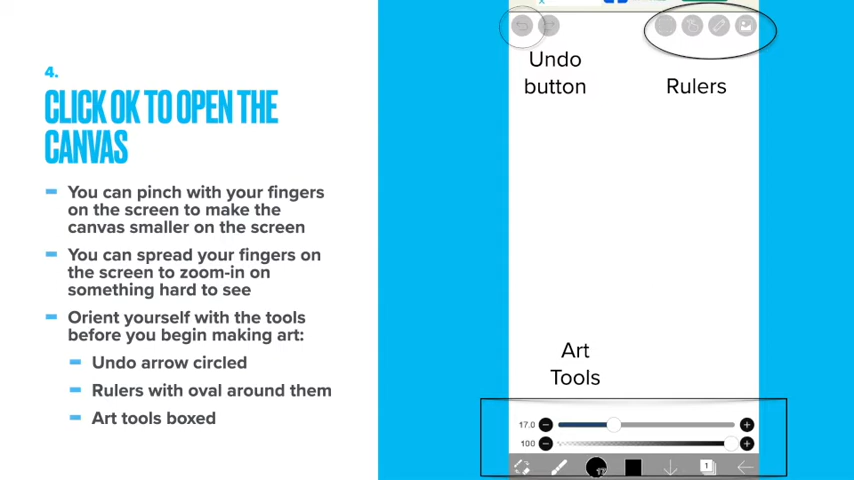 4.
CLICK OK TO OPEN THE
CANVAS
You can pinch with your fingers
on the screen to make the
canvas smaller on the screen
You can spread your fingers on
the screen to zoom-in on
something hard to see
Orient yourself with the tools
before you begin making art:
Undo arrow circled
Rulers with oval around them
Art tools boxed
Undo
button
Rulers
Art
Tools
17.0
100
1